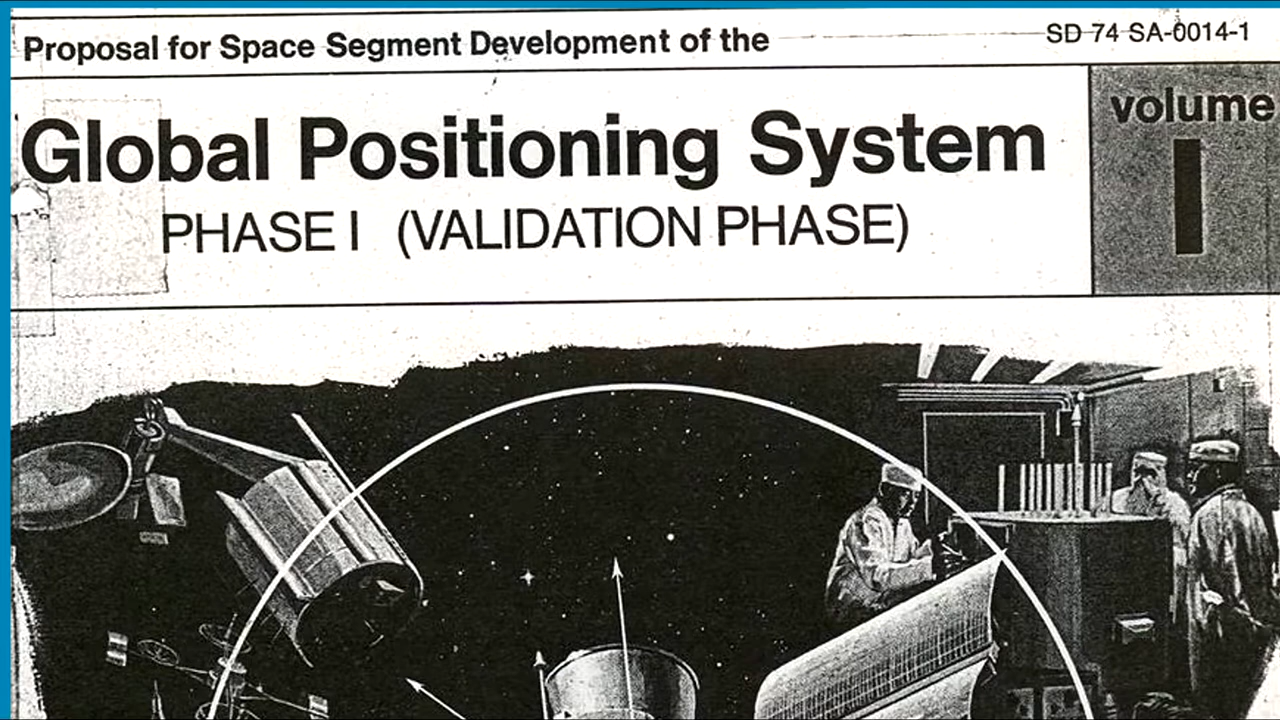 Proposal for Space Segment Development of the
SD 74 SA-0014-1
Global Positioning System
PHASE I (VALIDATION PHASE)
volume
I